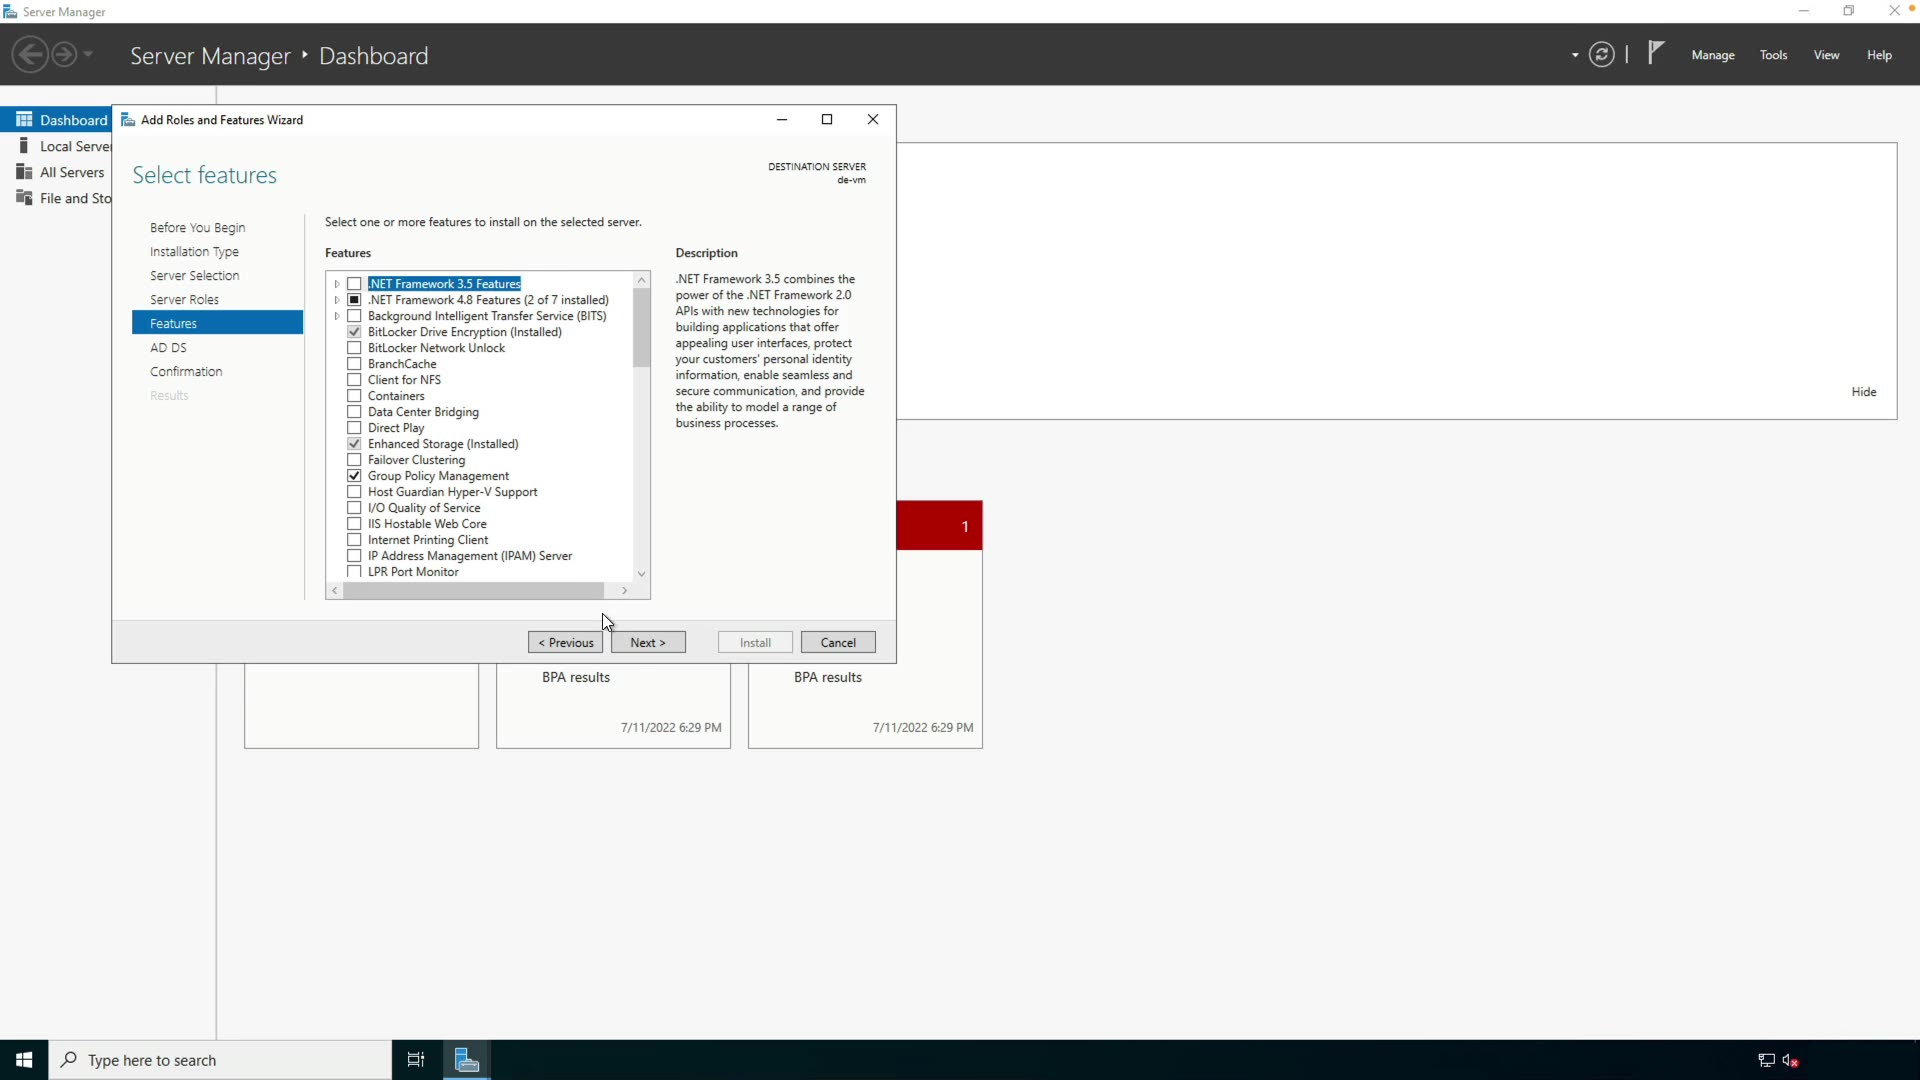 Server Manager
Server Manager ‣ Dashboard
Manage
Tools
View
Help
Dashboard
Local Server
All Servers
File and Sto
Add Roles and Features Wizard
Select features
DESTINATION SERVER
de-vm
Before You Begin
Installation Type
Server Selection
Server Roles
Features
AD DS
Confirmation
Results
Select one or more features to install on the selected server.
Features
.NET Framework 3.5 Features
.NET Framework 4.8 Features (2 of 7 installed)
Background Intelligent Transfer Service (BITS)
BitLocker Drive Encryption (Installed)
BitLocker Network Unlock
BranchCache
Client for NFS
Containers
Data Center Bridging
Direct Play
Enhanced Storage (Installed)
Failover Clustering
Group Policy Management
Host Guardian Hyper-V Support
I/O Quality of Service
IIS Hostable Web Core
Internet Printing Client
IP Address Management (IPAM) Server
LPR Port Monitor
Description
.NET Framework 3.5 combines the
power of the .NET Framework 2.0
APIs with new technologies for
building applications that offer
appealing user interfaces, protect
your customers' personal identity
information, enable seamless and
secure communication, and provide
the ability to model a range of
business processes.
< Previous
Next >
Install
Cancel
Hide
1
BPA results
7/11/2022 6:29 PM
BPA results
7/11/2022 6:29 PM
Type here to search